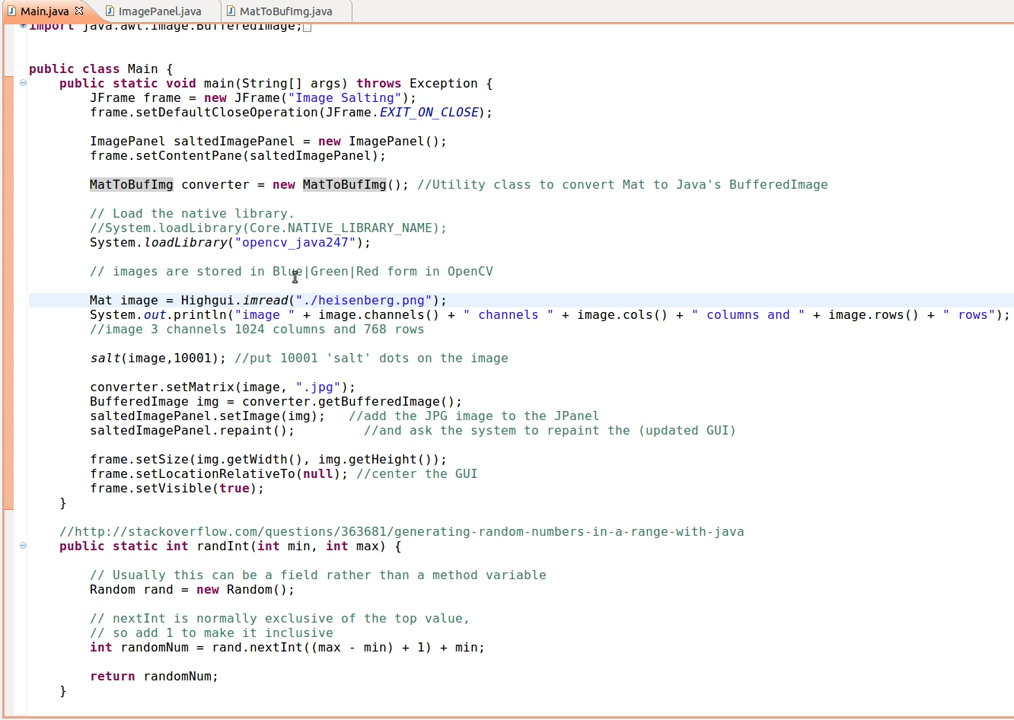 Main.java ImagePanel.java MatToBufImg.java
import java.awt.image.BufferedImage;
public class Main {
public static void main(String[] args) throws Exception {
JFrame frame = new JFrame("Image Salting");
frame.setDefaultCloseOperation(JFrame.EXIT_ON_CLOSE);
ImagePanel saltedImagePanel = new ImagePanel();
frame.setContentPane(saltedImagePanel);
MatToBufImg converter = new MatToBufImg(); //Utility class to convert Mat to Java's BufferedImage
// Load the native library.
//System.loadLibrary(Core.NATIVE_LIBRARY_NAME);
System.loadLibrary("opencv_java247");
// images are stored in Blue|Green|Red form in OpenCV
Mat image = Highgui.imread("./heisenberg.png");
System.out.println("image " + image.channels() + " channels " + image.cols() + " columns and " + image.rows() + " rows");
//image 3 channels 1024 columns and 768 rows
salt(image,10001); //put 10001 'salt' dots on the image
converter.setMatrix(image, ".jpg");
BufferedImage img = converter.getBufferedImage();
saltedImagePanel.setImage(img); //add the JPG image to the JPanel
saltedImagePanel.repaint(); //and ask the system to repaint the (updated GUI)
frame.setSize(img.getWidth(), img.getHeight());
frame.setLocationRelativeTo(null); //center the GUI
frame.setVisible(true);
}
//http://stackoverflow.com/questions/363681/generating-random-numbers-in-a-range-with-java
public static int randInt(int min, int max) {
// Usually this can be a field rather than a method variable
Random rand = new Random();
// nextInt is normally exclusive of the top value,
// so add 1 to make it inclusive
int randomNum = rand.nextInt((max - min) + 1) + min;
return randomNum;
}